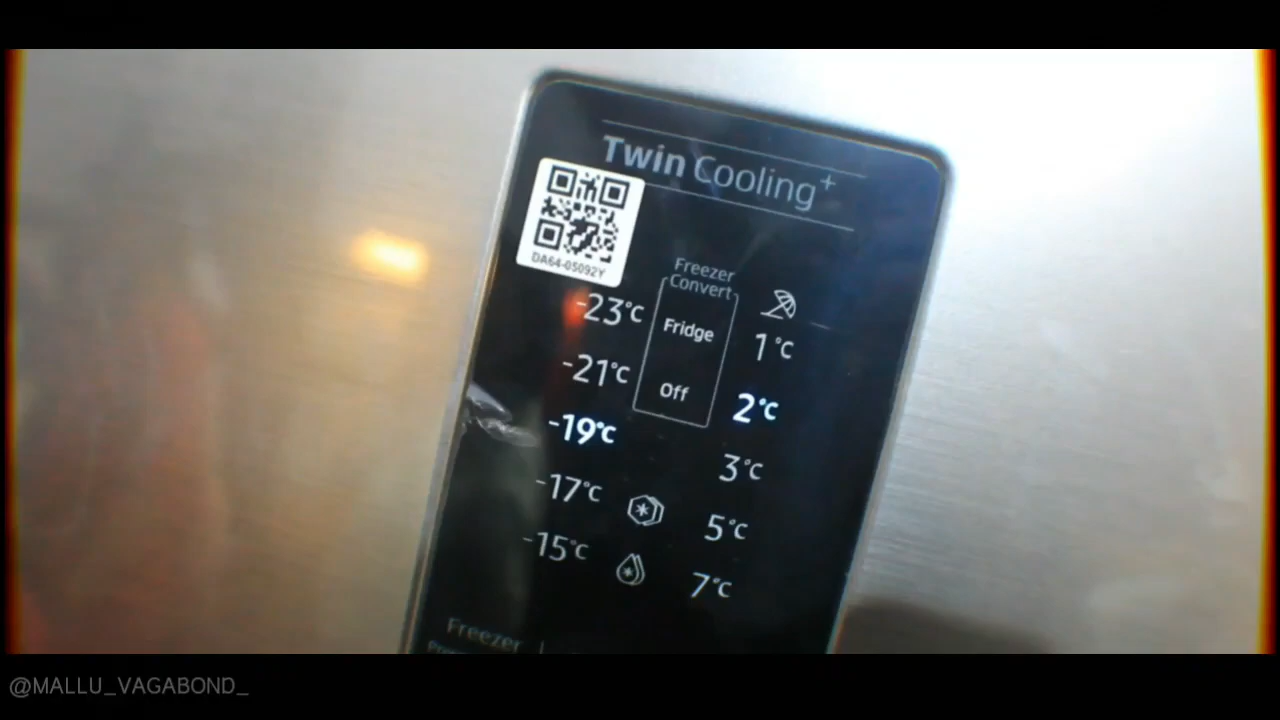 Twin Cooling+
DA64-05092Y
Freezer
Convert
-23°C
Fridge
1°C
-21°C
Off
2°C
-19°C
3°C
-17°C
5°C
-15°C
7°C
Freezer
@MALLU_VAGABOND_